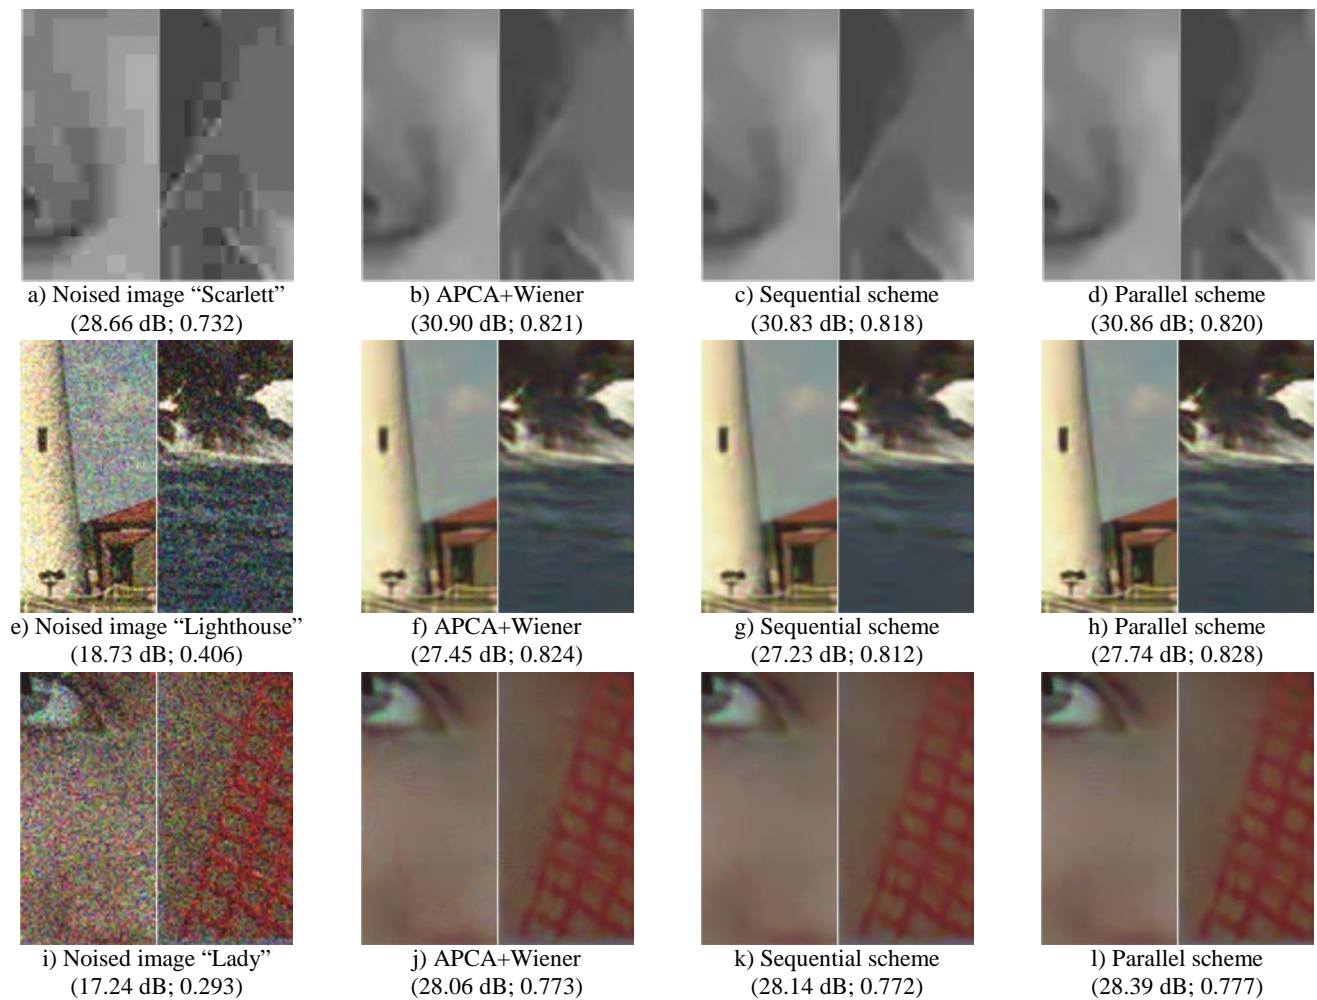 a) Noised image “Scarlett”
(28.66 dB; 0.732)
b) APCA+Wiener
(30.90 dB; 0.821)
c) Sequential scheme
(30.83 dB; 0.818)
d) Parallel scheme
(30.86 dB; 0.820)
e) Noised image “Lighthouse”
(18.73 dB; 0.406)
f) APCA+Wiener
(27.45 dB; 0.824)
g) Sequential scheme
(27.23 dB; 0.812)
h) Parallel scheme
(27.74 dB; 0.828)
i) Noised image “Lady”
(17.24 dB; 0.293)
j) APCA+Wiener
(28.06 dB; 0.773)
k) Sequential scheme
(28.14 dB; 0.772)
l) Parallel scheme
(28.39 dB; 0.777)